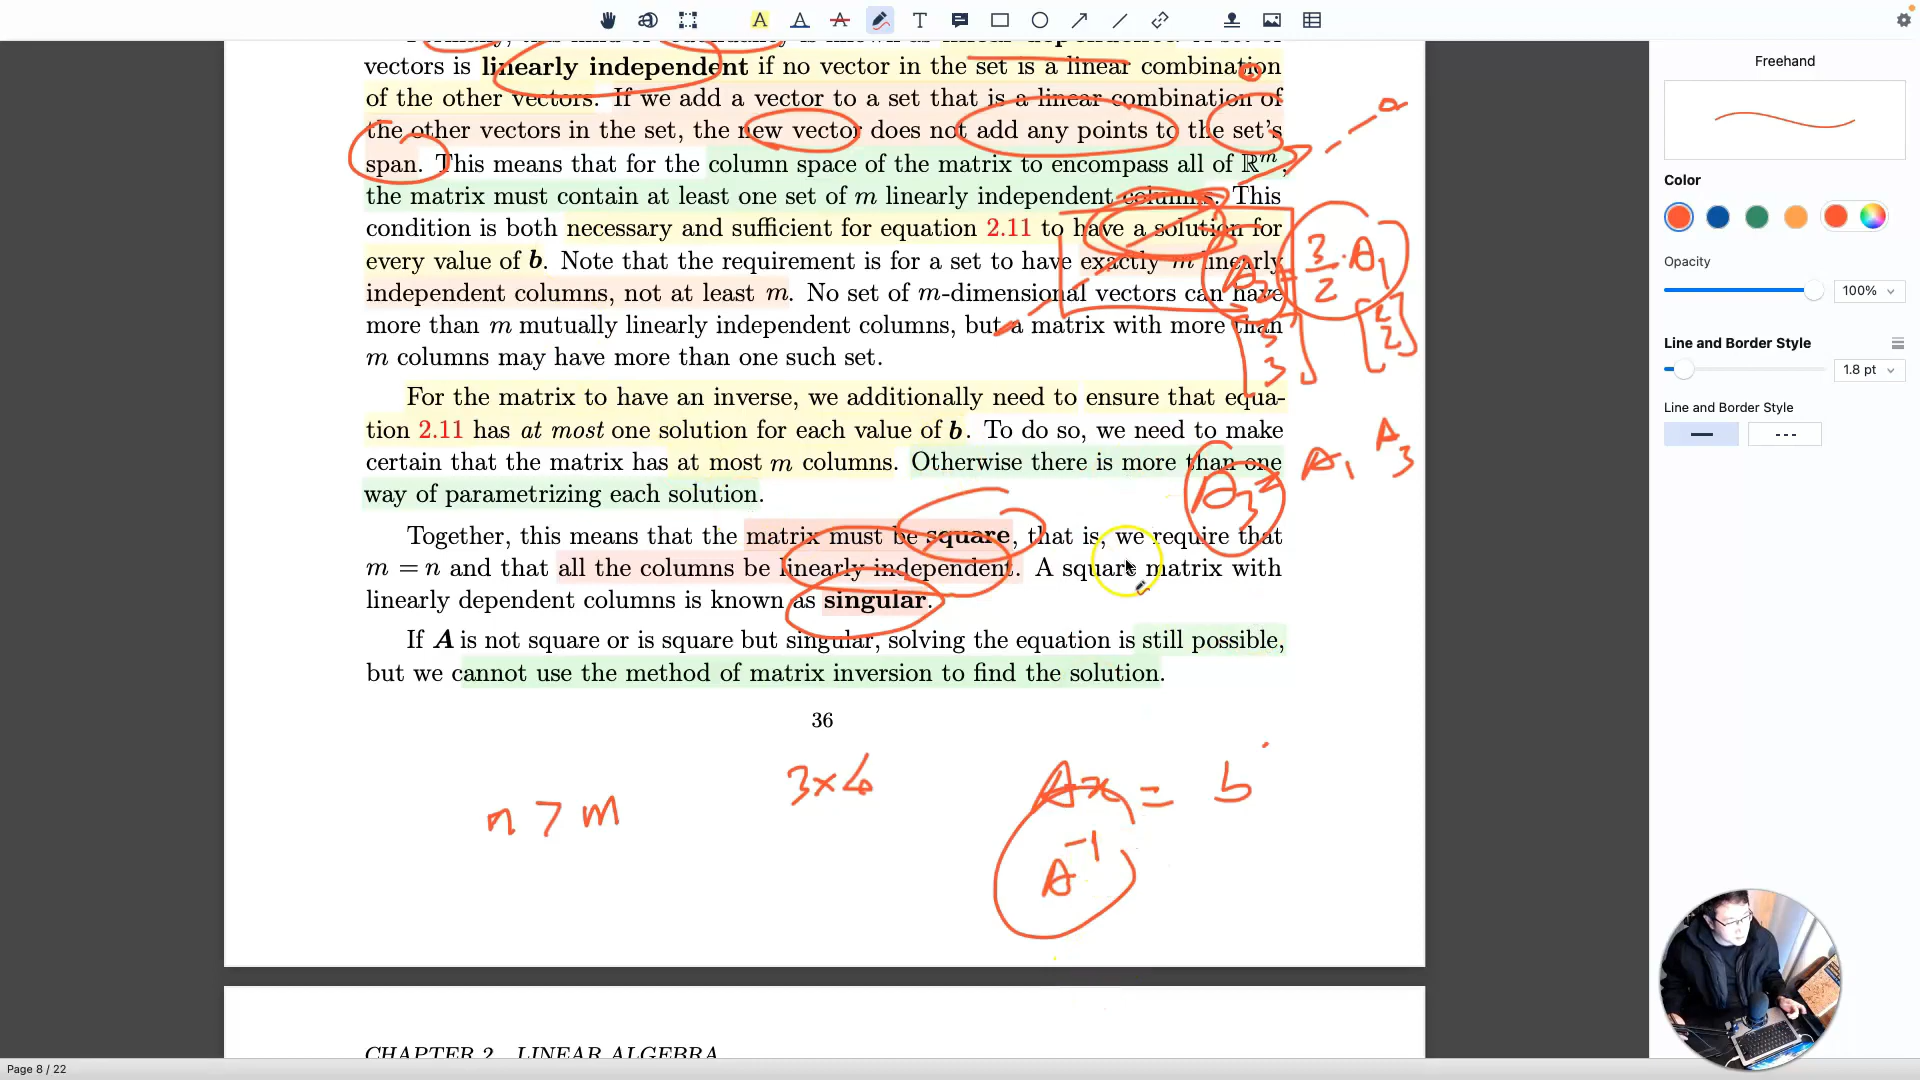 Freehand
vectors is linearly independent if no vector in the set is a linear combination
of the other vectors. If we add a vector to a set that is a linear combination of
the other vectors in the set, the new vector does not add any points to the set's
span. This means that for the column space of the matrix to encompass all of ℝᵐ,
the matrix must contain at least one set of m linearly independent columns. This
condition is both necessary and sufficient for equation 2.11 to have a solution for
every value of b. Note that the requirement is for a set to have exactly m linearly
independent columns, not at least m. No set of m-dimensional vectors can have
more than m mutually linearly independent columns, but a matrix with more than
m columns may have more than one such set.
For the matrix to have an inverse, we additionally need to ensure that equa-
tion 2.11 has at most one solution for each value of b. To do so, we need to make
certain that the matrix has at most m columns. Otherwise there is more than one
way of parametrizing each solution.
Together, this means that the matrix must be square, that is, we require that
m = n and that all the columns be linearly independent. A square matrix with
linearly dependent columns is known as singular.
If A is not square or is square but singular, solving the equation is still possible,
but we cannot use the method of matrix inversion to find the solution.
36
A₂ = 3/2 · A₁
[3 3] [2 2]
A₃ = A₁ A₃
3×4
n > m
Ax = b
A⁻¹
CHAPTER 2. LINEAR ALGEBRA
Color
Opacity
100%
Line and Border Style
1.8 pt
Line and Border Style
Page 8 / 22